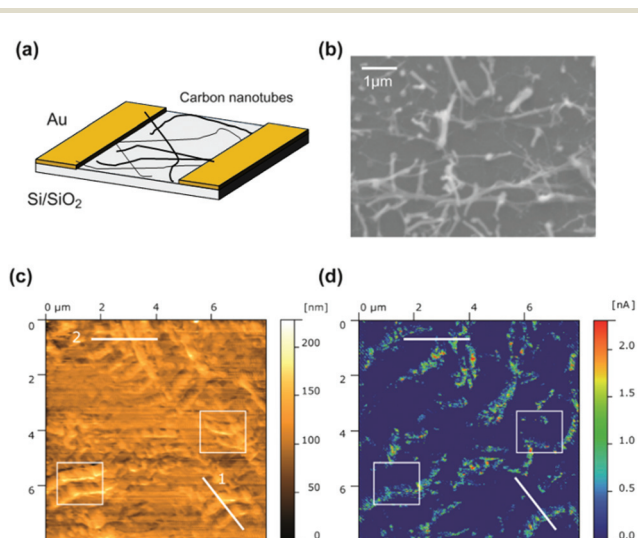 (a)
Carbon nanotubes
Au
Si/SiO2
(b)
1μm
(c)
0 μm 2 4 6 [nm]
0
2
4
6
2
1
200
150
100
50
0
(d)
0 μm 2 4 6 [nA]
0
2
4
6
2.0
1.5
1.0
0.5
0.0